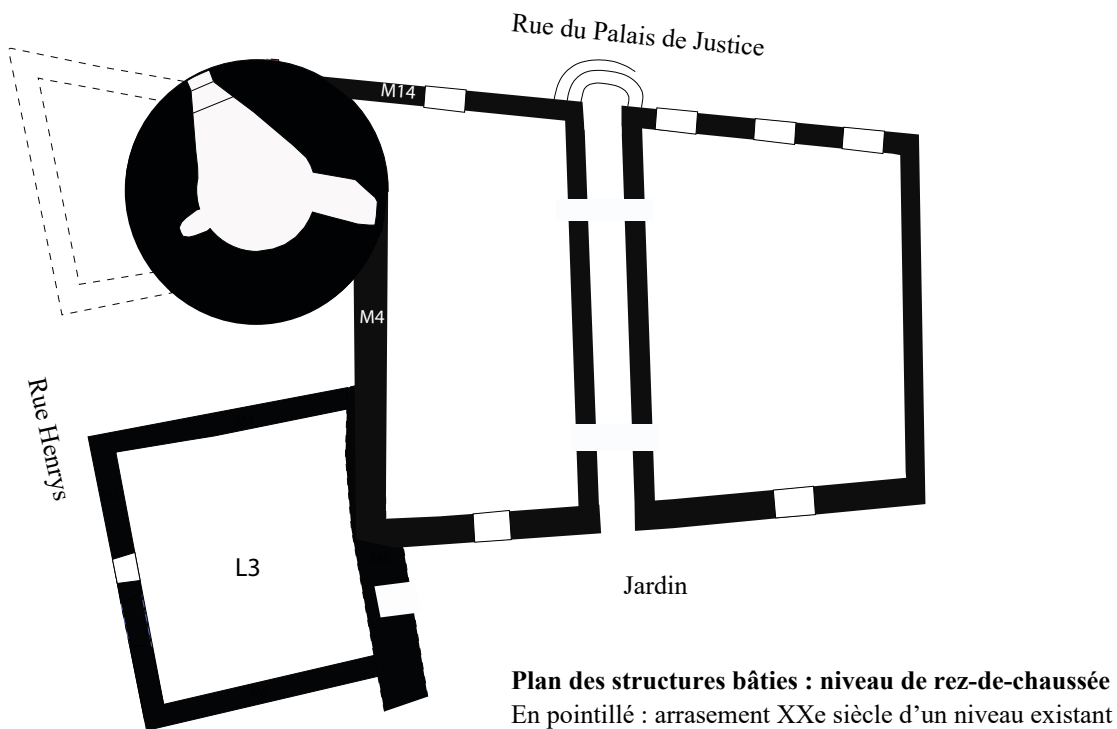 Rue du Palais de Justice
M14
M4
Rue Henrys
L3
Jardin
Plan des structures bâties : niveau de rez-de-chaussée
En pointillé : arrasement XXe siècle d’un niveau existant